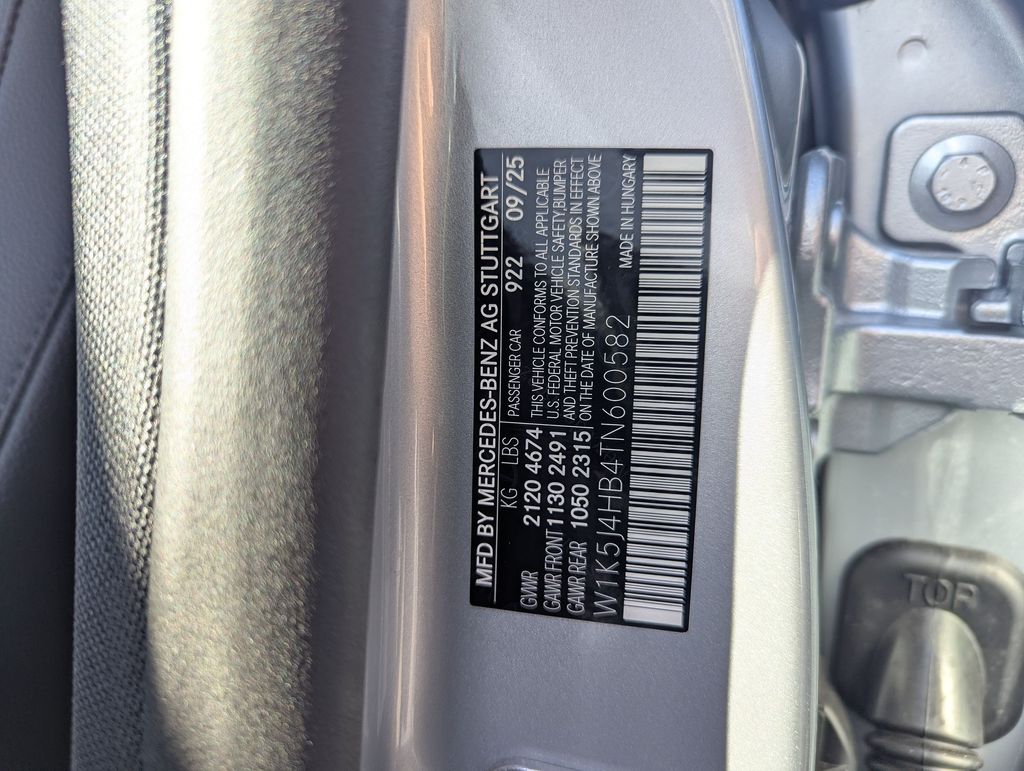 MFD BY MERCEDES-BENZ AG STUTTGART
KG LBS PASSENGER CAR 922 09/25
GVWR 2120 4674 THIS VEHICLE CONFORMS TO ALL APPLICABLE
GAWR FRONT 1130 2491 U.S. FEDERAL MOTOR VEHICLE SAFETY,BUMPER
GAWR REAR 1050 2315 AND THEFT PREVENTION STANDARDS IN EFFECT
ON THE DATE OF MANUFACTURE SHOWN ABOVE
W1K5J4HB4TN600582 MADE IN HUNGARY
TOP